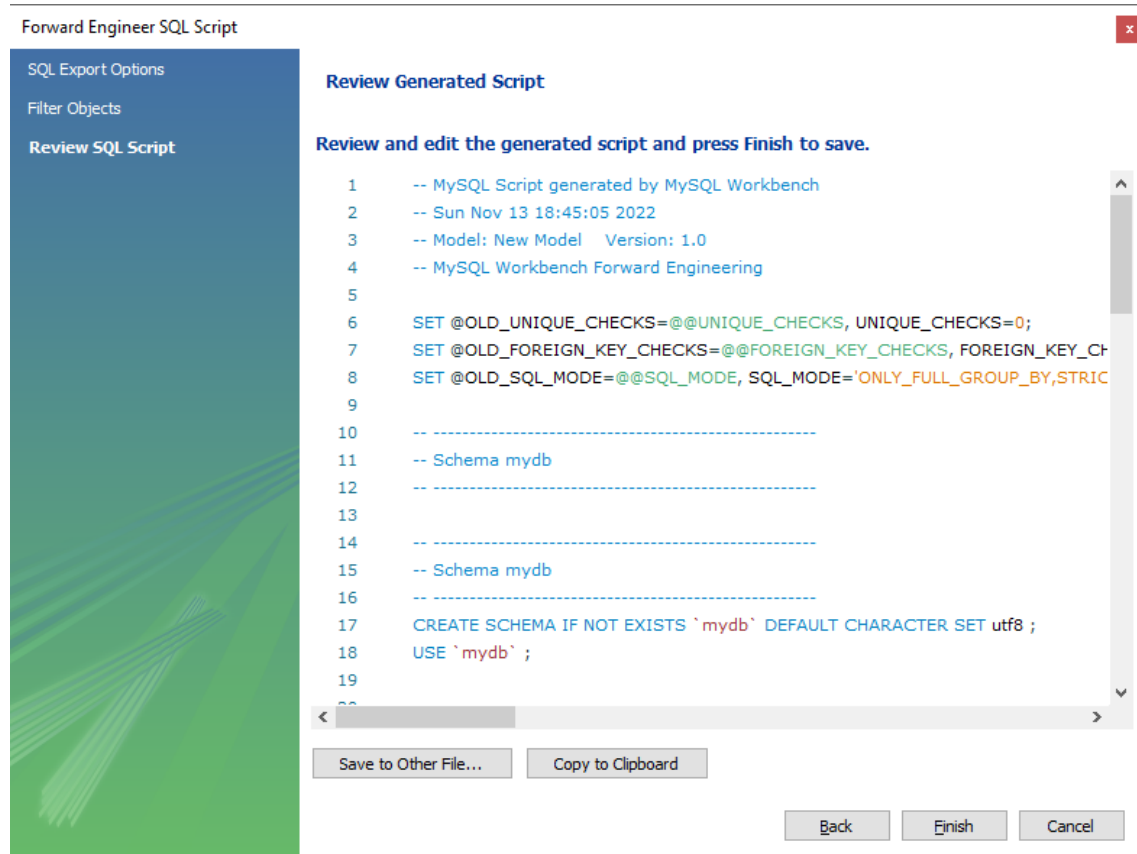 Forward Engineer SQL Script
x
SQL Export Options
Filter Objects
Review SQL Script
Review Generated Script
Review and edit the generated script and press Finish to save.
1 -- MySQL Script generated by MySQL Workbench
2 -- Sun Nov 13 18:45:05 2022
3 -- Model: New Model    Version: 1.0
4 -- MySQL Workbench Forward Engineering
5
6 SET @OLD_UNIQUE_CHECKS=@@UNIQUE_CHECKS, UNIQUE_CHECKS=0;
7 SET @OLD_FOREIGN_KEY_CHECKS=@@FOREIGN_KEY_CHECKS, FOREIGN_KEY_CH
8 SET @OLD_SQL_MODE=@@SQL_MODE, SQL_MODE='ONLY_FULL_GROUP_BY,STRIC
9
10 -- -----------------------------------------------------
11 -- Schema mydb
12 -- -----------------------------------------------------
13
14 -- -----------------------------------------------------
15 -- Schema mydb
16 -- -----------------------------------------------------
17 CREATE SCHEMA IF NOT EXISTS `mydb` DEFAULT CHARACTER SET utf8 ;
18 USE `mydb` ;
19
Save to Other File...
Copy to Clipboard
Back
Finish
Cancel